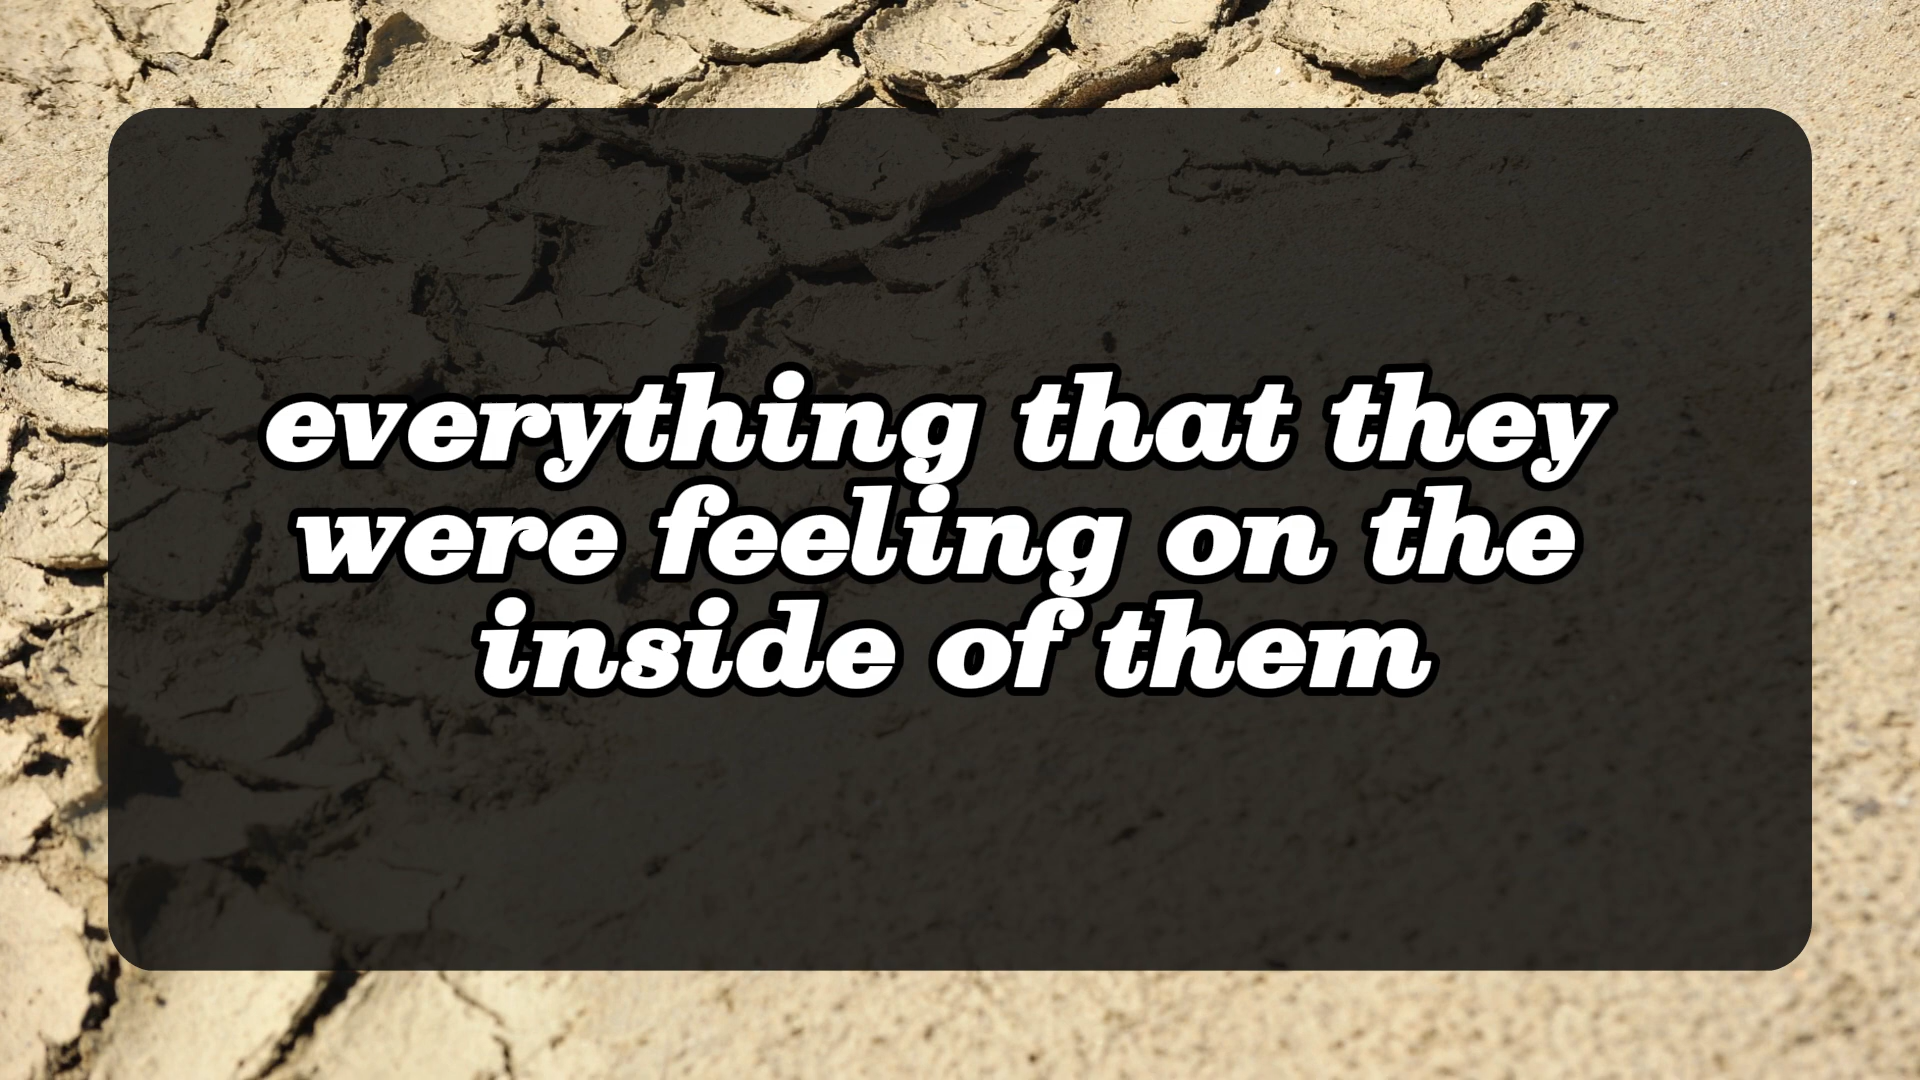 everything that they
were feeling on the
inside of them